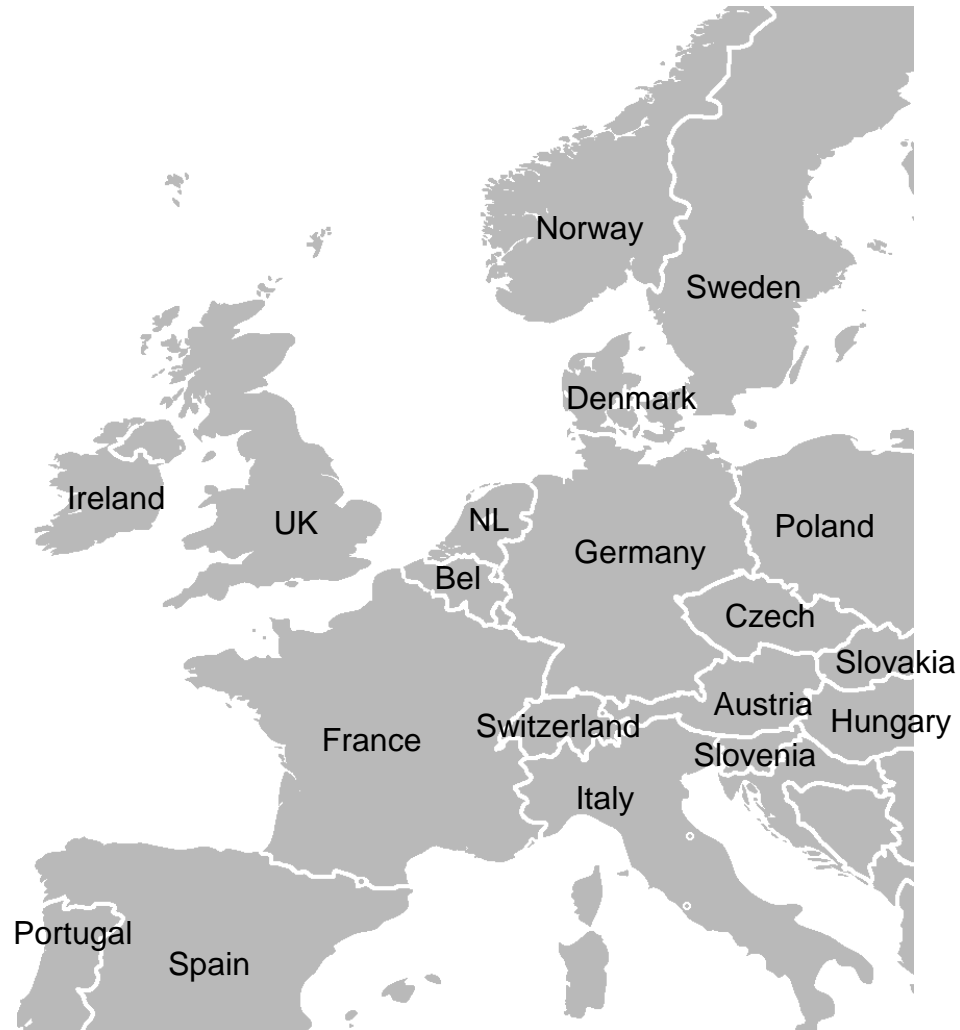 Norway
Sweden
Denmark
Ireland
UK
NL
Poland
Germany
Bel
Czech
Slovakia
Austria
Hungary
Switzerland
France
Slovenia
Italy
Portugal
Spain